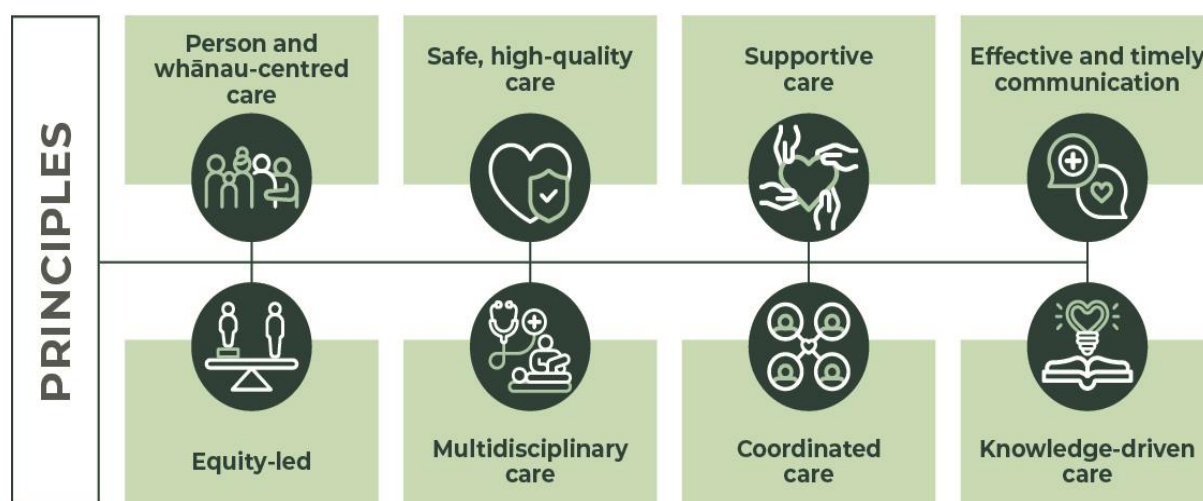 PRINCIPLES
Person and
whānau-centred
care
Safe, high-quality
care
Supportive
care
Effective and timely
communication
Equity-led
Multidisciplinary
care
Coordinated
care
Knowledge-driven
care